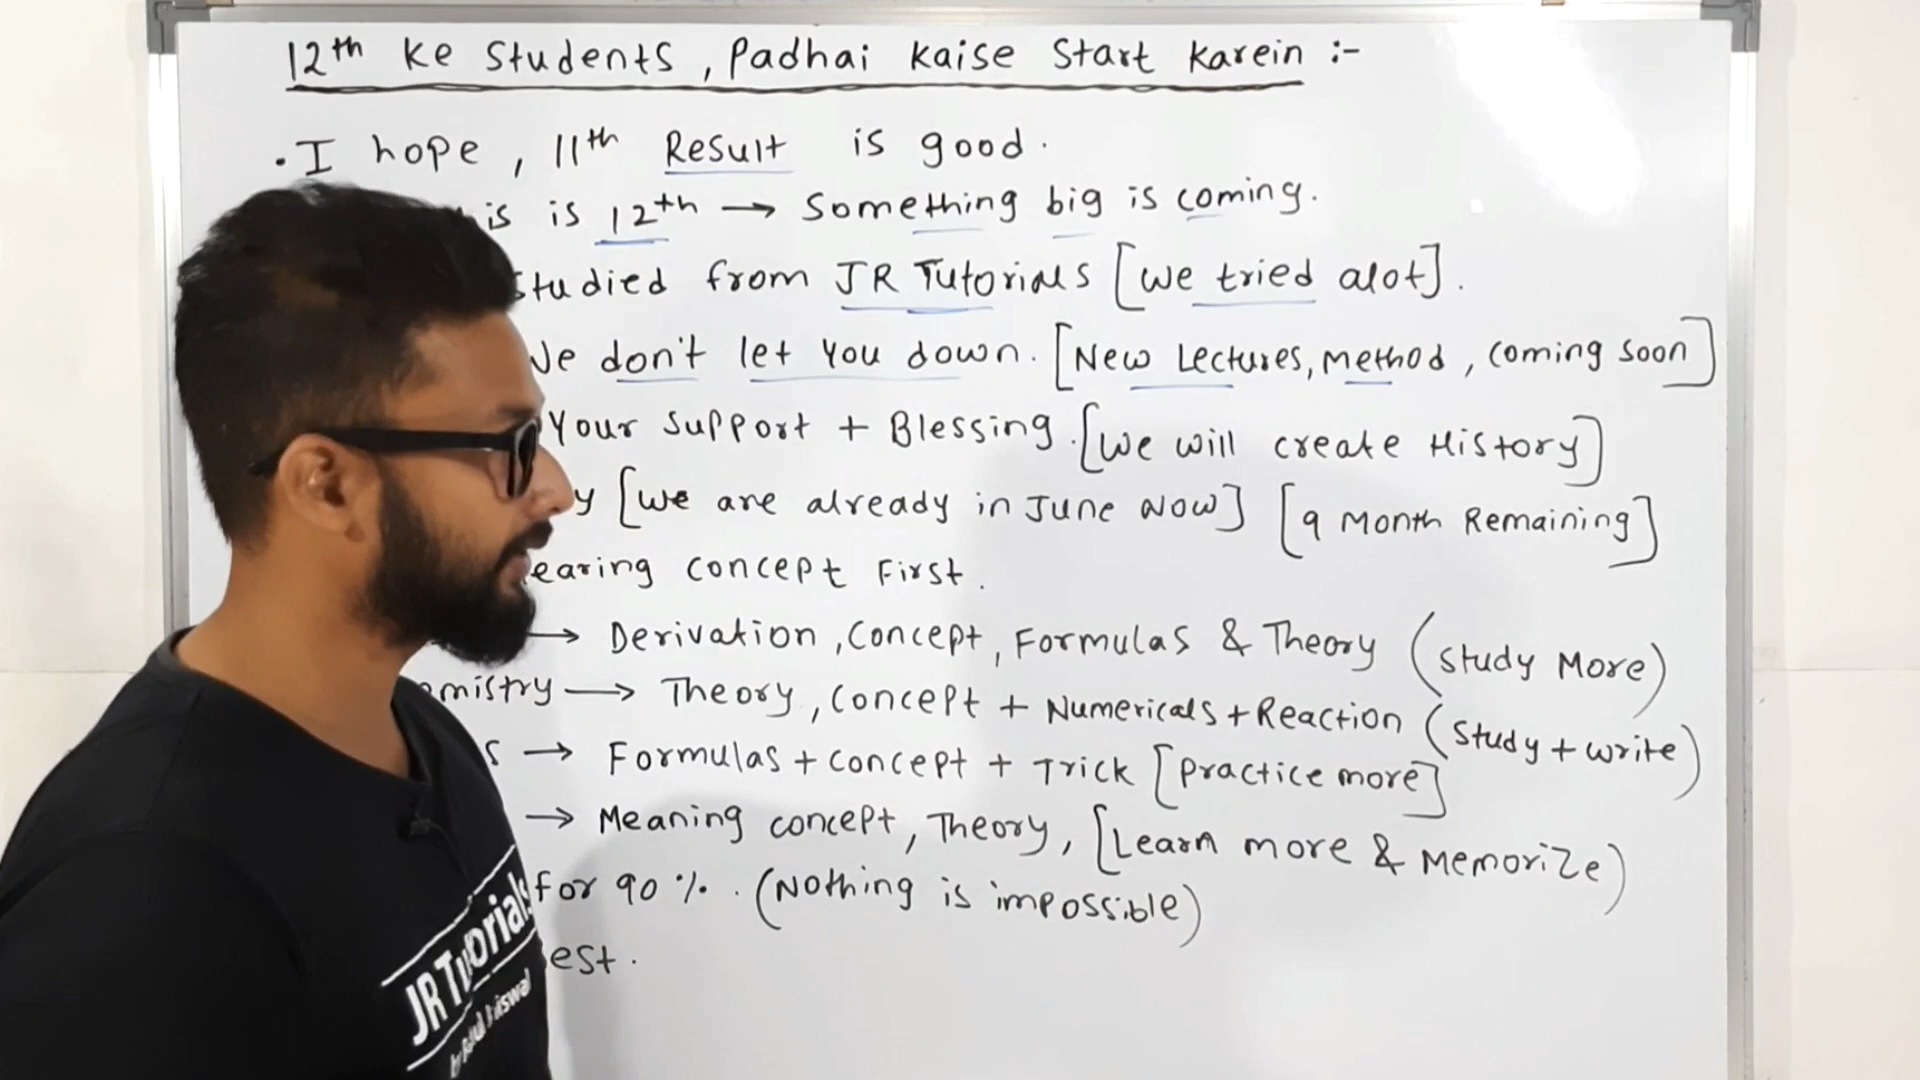 12th ke students, Padhai kaise start karein :-
• I hope, 11th Result is good.
is is 12th → Something big is coming.
studied from JR Tutorials [we tried alot].
We don't let You down. [New Lectures, Method, coming soon]
Your support + Blessing. [we will create History]
y [we are already in June Now] [9 Month Remaining]
earing concept First.
→ Derivation, Concept, Formulas & Theory (Study More)
emistry → Theory, Concept + Numericals + Reaction (Study + write)
s → Formulas + concept + Trick [practice more]
→ Meaning concept, Theory, [Learn more & Memorize)
for 90 %. (Nothing is impossible)
est.
JR Tutorials